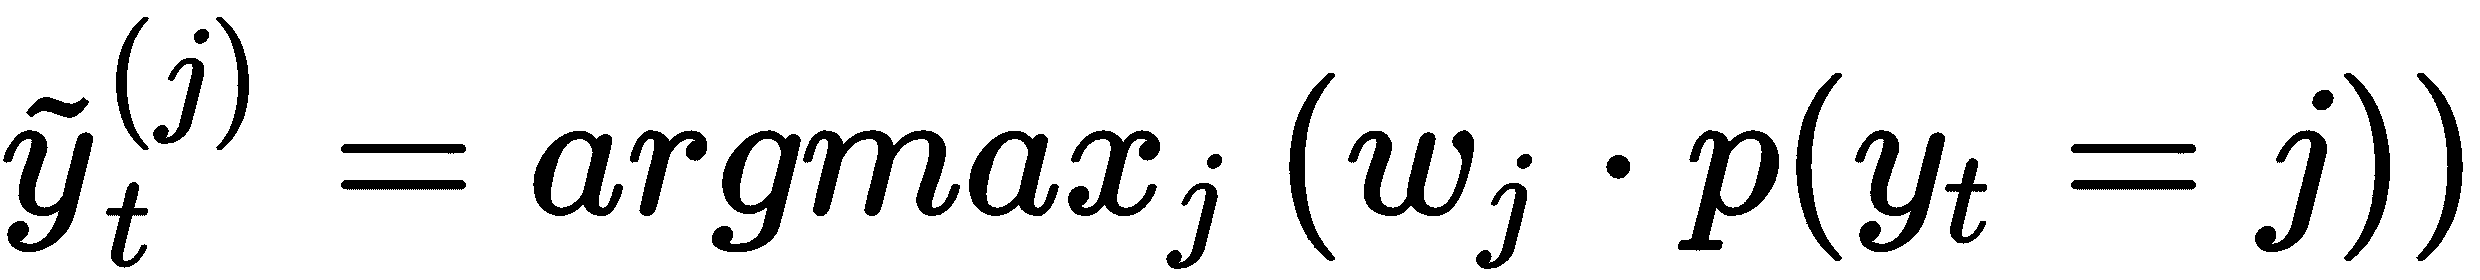 ỹ_t^{(j)} = argmax_j (w_j · p(y_t = j))